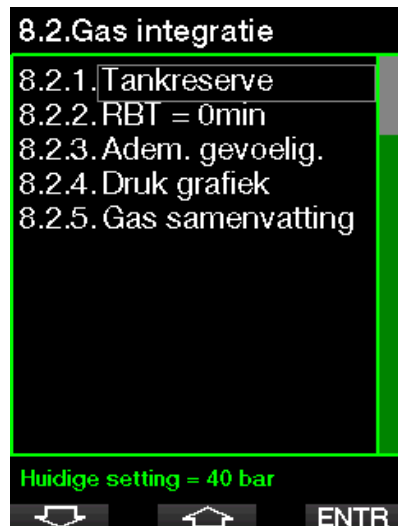 8.2.Gas integratie
8.2.1. Tankreserve
8.2.2. RBT = 0min
8.2.3. Adem. gevoelig.
8.2.4. Druk grafiek
8.2.5. Gas samenvatting
Huidige setting = 40 bar
ENTR